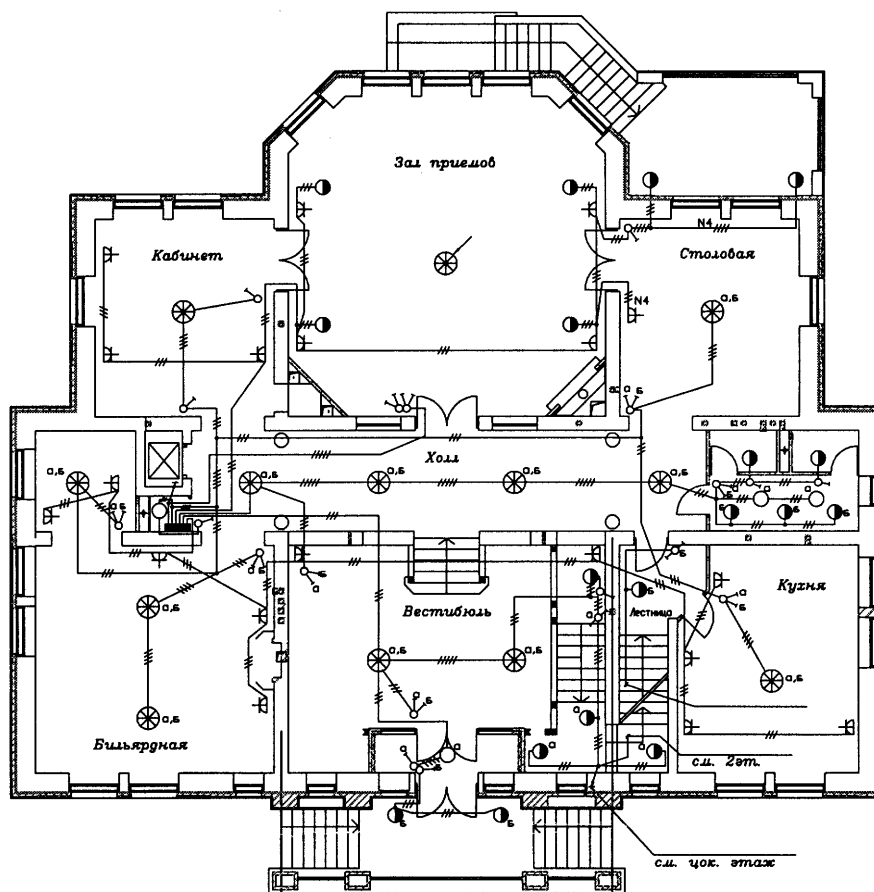 Зал приемов
N4
Кабинет
Столовая
N4
а,Б
а Б
Холл
а,Б
а,Б
а,Б
а,Б
а,Б
а
Б
а
а
Б
Б
Б
Б
а
Б
Б
а
Б
а
Б
Б
а
Кухня
а,Б
Вестибюль
Лестница
а
а,Б
а,Б
а,Б
а
Б
а
а
Бильярдная
а,Б
а
а
а
см. 2эт.
Б
Б
см. цок. этаж